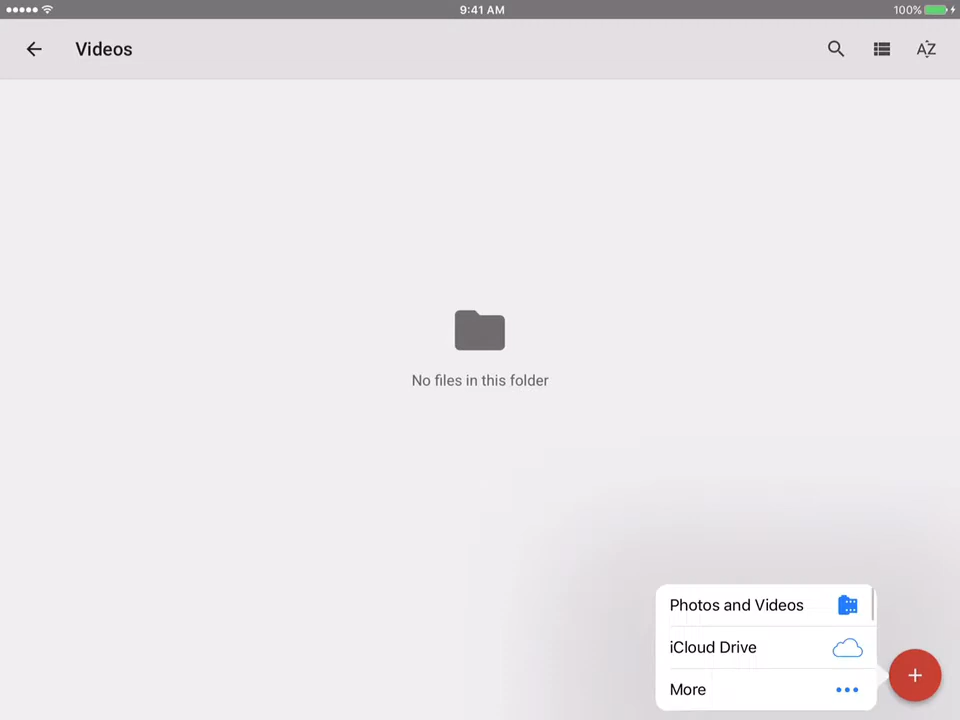 9:41 AM
100%
Videos
AZ
No files in this folder
Photos and Videos
iCloud Drive
More